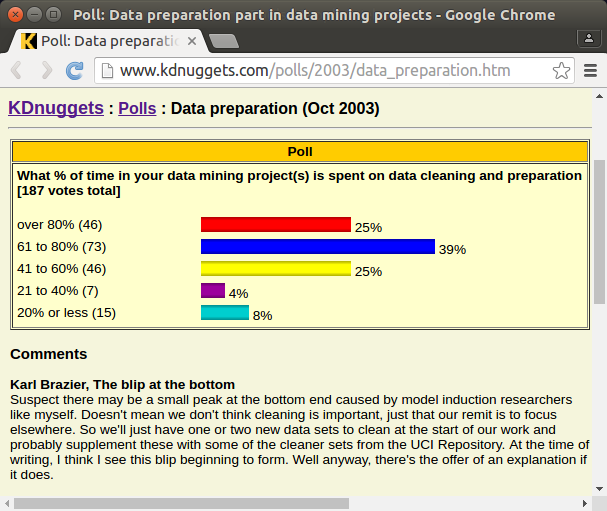 Poll: Data preparation part in data mining projects - Google Chrome
Poll: Data preparatio
www.kdnuggets.com/polls/2003/data_preparation.htm
KDnuggets : Polls : Data preparation (Oct 2003)
Poll
What % of time in your data mining project(s) is spent on data cleaning and preparation
[187 votes total]
over 80% (46) 25%
61 to 80% (73) 39%
41 to 60% (46) 25%
21 to 40% (7) 4%
20% or less (15) 8%
Comments
Karl Brazier, The blip at the bottom
Suspect there may be a small peak at the bottom end caused by model induction researchers
like myself. Doesn't mean we don't think cleaning is important, just that our remit is to focus
elsewhere. So we'll just have one or two new data sets to clean at the start of our work and
probably supplement these with some of the cleaner sets from the UCI Repository. At the time of
writing, I think I see this blip beginning to form. Well anyway, there's the offer of an explanation if
it does.